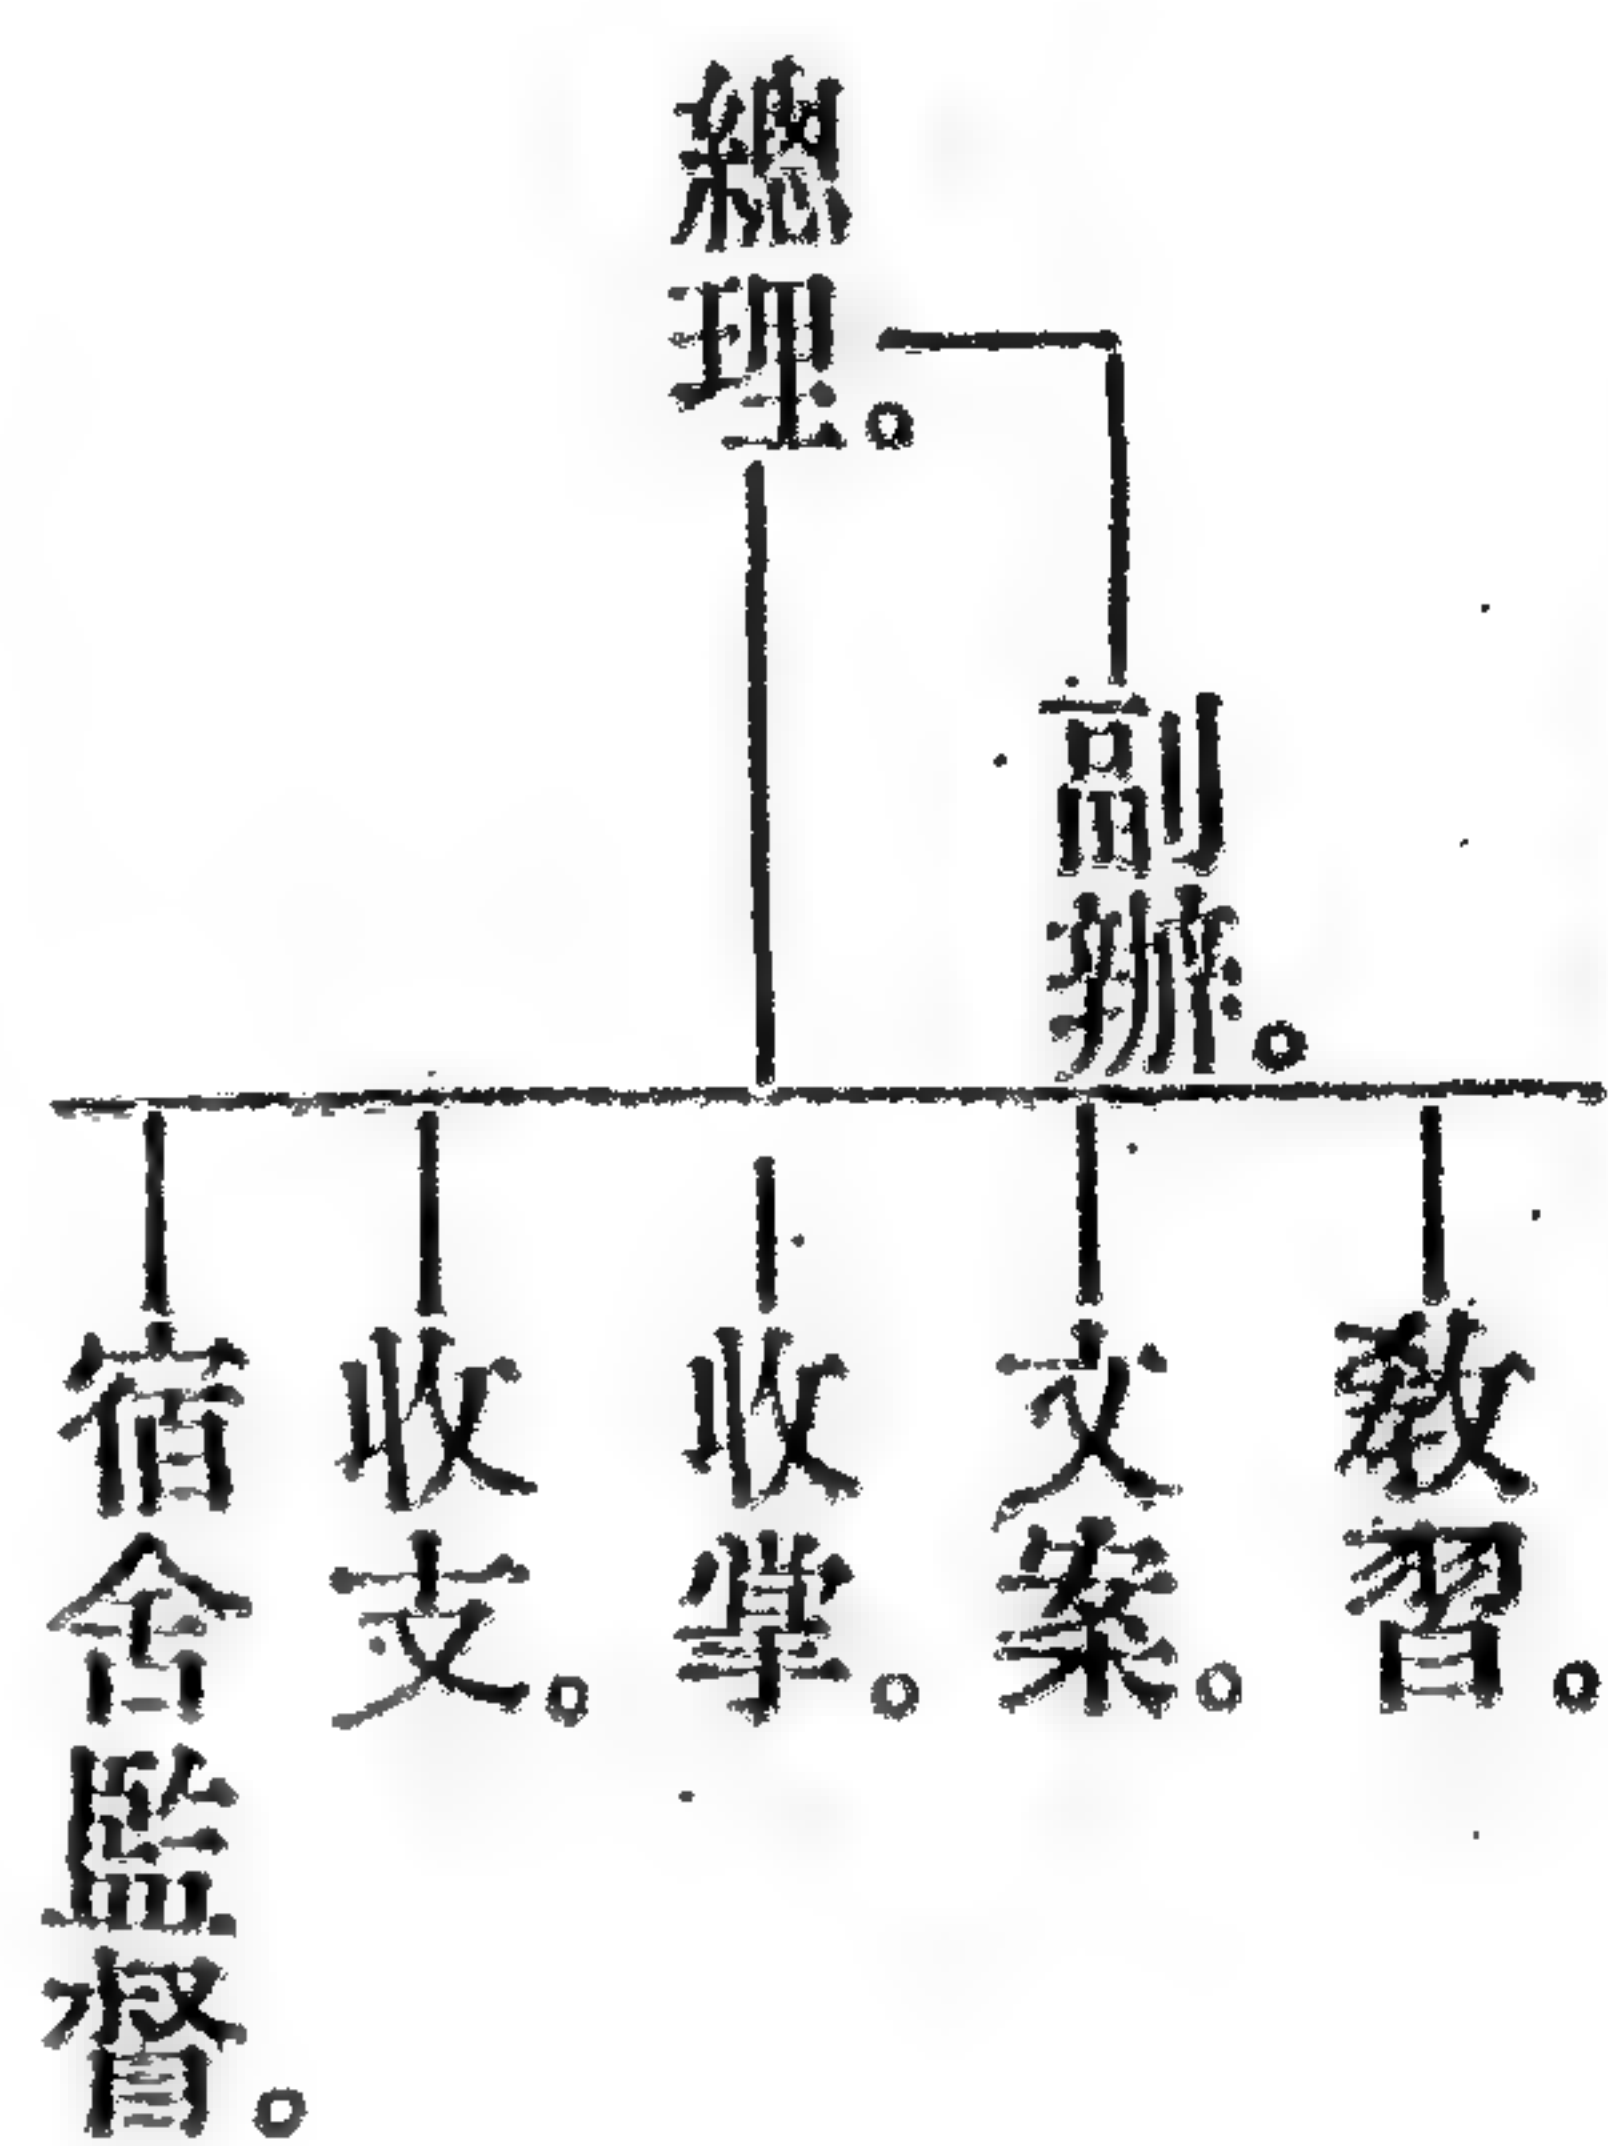 總理。
副辦。
教習。
文案。
收掌。
收支。
宿舍監督。